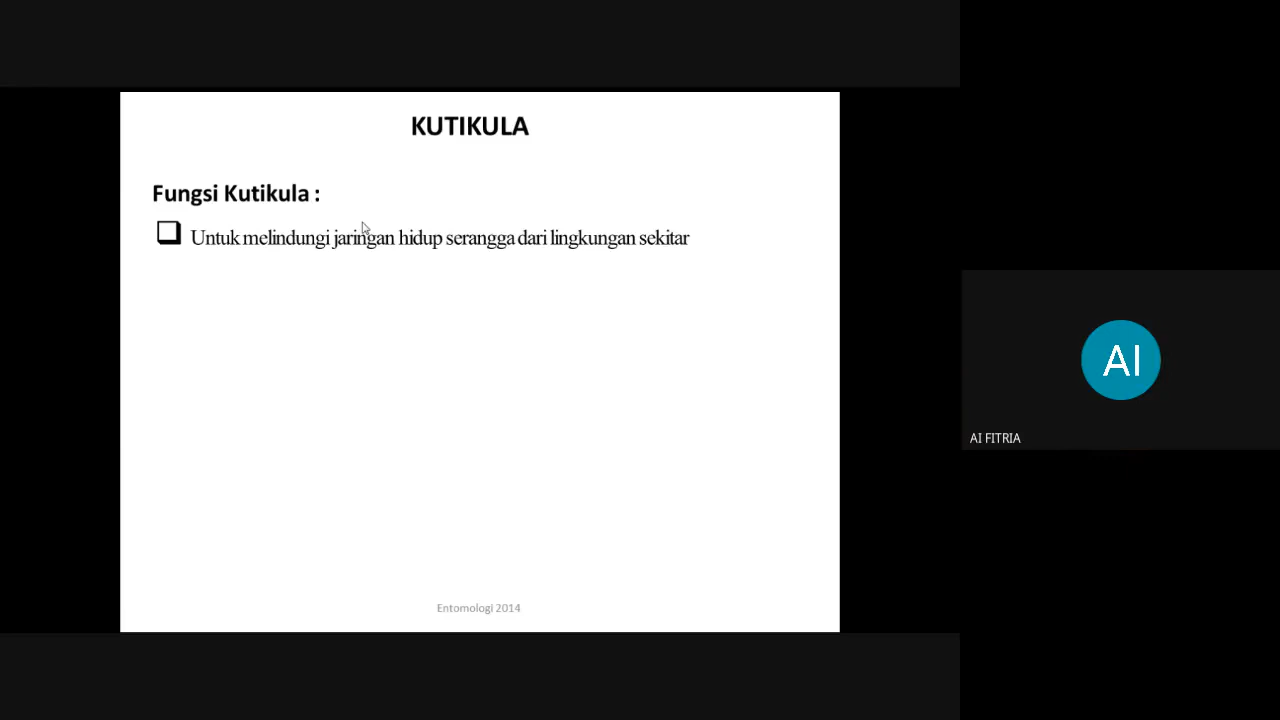 KUTIKULA
Fungsi Kutikula :
Untuk melindungi jaringan hidup serangga dari lingkungan sekitar
Entomologi 2014
AI
AI FITRIA